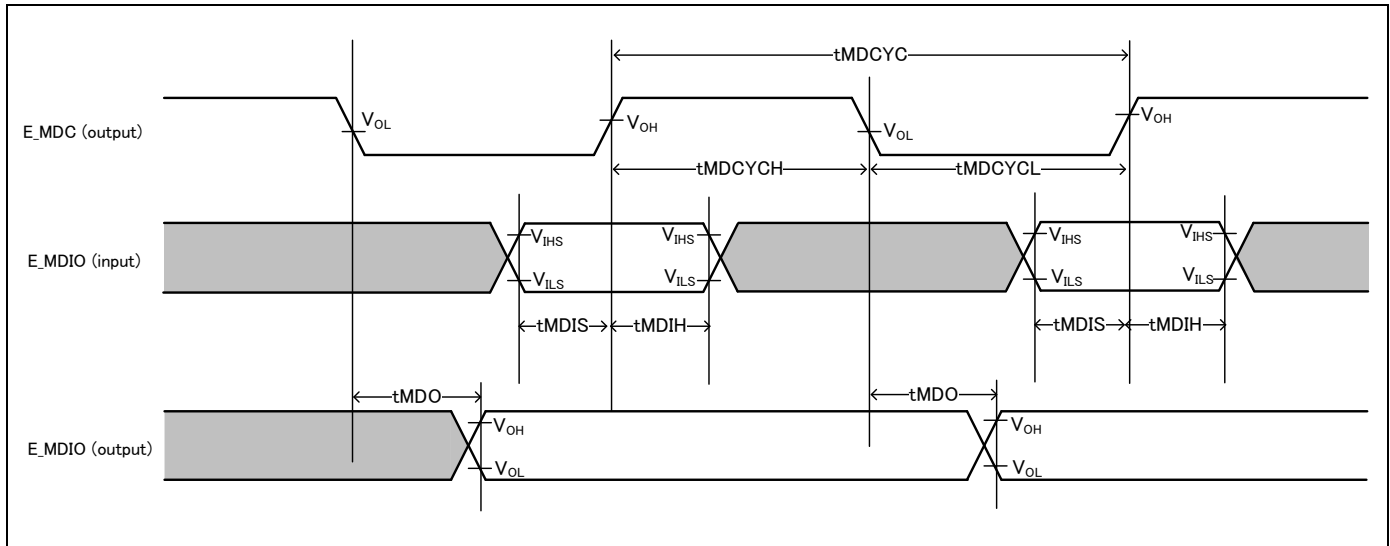 tMDCYC
E_MDC (output)
VOL
VOH
VOL
VOH
tMDCYCH
tMDCYCL
E_MDIO (input)
VIHS
VIHS
VIHS
VIHS
VILS
VILS
VILS
VILS
tMDIS
tMDIH
tMDIS
tMDIH
tMDO
tMDO
E_MDIO (output)
VOH
VOH
VOL
VOL